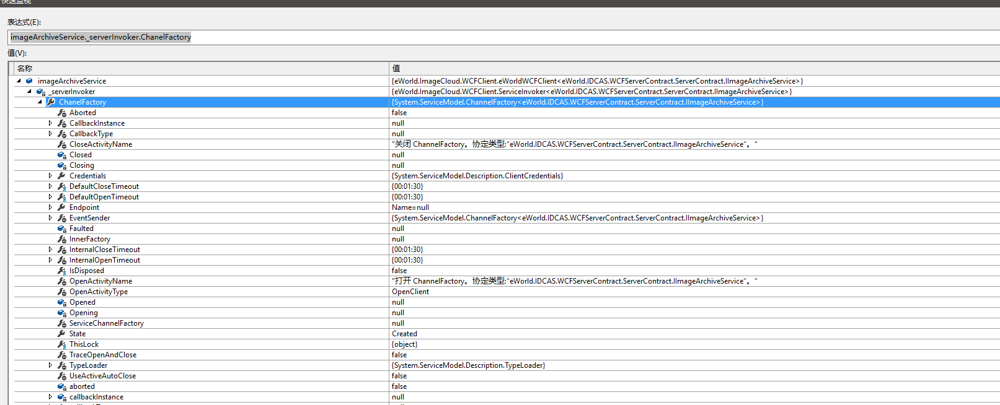 快速监视
表达式(E):
imageArchiveService._serverInvoker.ChanelFactory
值(V):
名称 值
imageArchiveService {eWorld.ImageCloud.WCFClient.eWorldWCFClient<eWorld.IDCAS.WCFServerContract.ServerContract.IImageArchiveService>}
_serverInvoker {eWorld.ImageCloud.WCFClient.ServiceInvoker<eWorld.IDCAS.WCFServerContract.ServerContract.IImageArchiveService>}
ChanelFactory {System.ServiceModel.ChannelFactory<eWorld.IDCAS.WCFServerContract.ServerContract.IImageArchiveService>}
Aborted false
CallbackInstance null
CallbackType null
CloseActivityName "关闭 ChannelFactory。协定类型:“eWorld.IDCAS.WCFServerContract.ServerContract.IImageArchiveService”。"
Closed null
Closing null
Credentials {System.ServiceModel.Description.ClientCredentials}
DefaultCloseTimeout {00:01:30}
DefaultOpenTimeout {00:01:30}
Endpoint Name=null
EventSender {System.ServiceModel.ChannelFactory<eWorld.IDCAS.WCFServerContract.ServerContract.IImageArchiveService>}
Faulted null
InnerFactory null
InternalCloseTimeout {00:01:30}
InternalOpenTimeout {00:01:30}
IsDisposed false
OpenActivityName "打开 ChannelFactory。协定类型:“eWorld.IDCAS.WCFServerContract.ServerContract.IImageArchiveService”。"
OpenActivityType OpenClient
Opened null
Opening null
ServiceChannelFactory null
State Created
ThisLock {object}
TraceOpenAndClose false
TypeLoader {System.ServiceModel.Description.TypeLoader}
UseActiveAutoClose false
aborted false
callbackInstance null